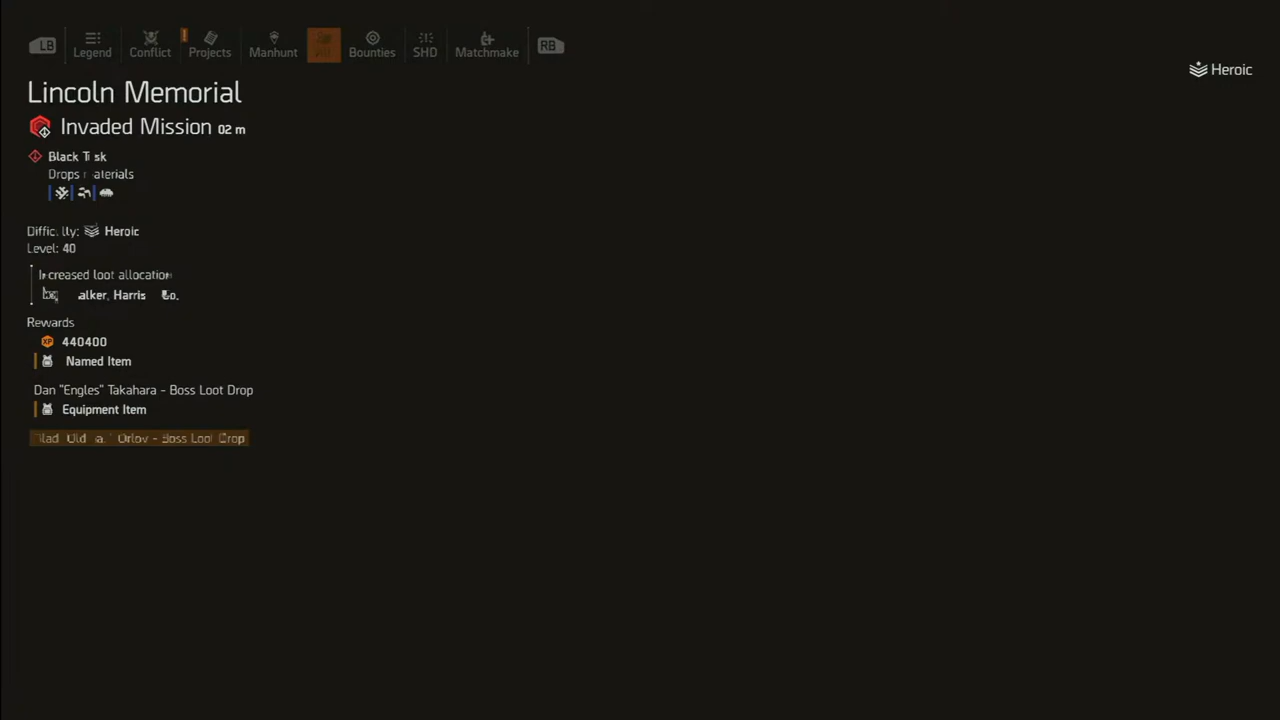 LB
Legend
Conflict
Projects
Manhunt
Bounties
SHD
Matchmake
RB
Heroic
Lincoln Memorial
Invaded Mission 02 m
Black
Drops
Heroic
Level: 40
loot allocation
Harris
Rewards
XP 440400
Named Item
Dan "Engles" Takahara - Boss Loot Drop
Equipment Item
Orlov - Boss Loot Drop